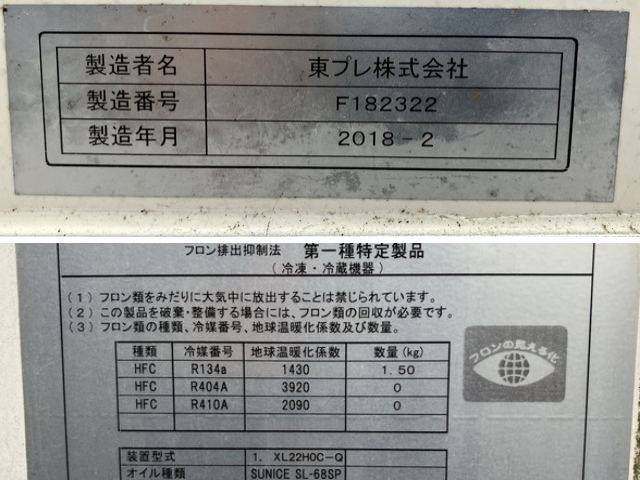 製造者名 東プレ株式会社
製造番号 F182322
製造年月 2018-2
フロン排出抑制法 第一種特定製品
(冷凍・冷蔵機器)
(1) フロン類をみだりに大気中に放出することは禁じられています。
(2) この製品を破棄・整備する場合には、フロン類の回収が必要です。
(3) フロン類の種類、冷媒番号、地球温暖化係数及び数量。
種類 冷媒番号 地球温暖化係数 数量(kg)
HFC R134a 1430 1.50
HFC R404A 3920 0
HFC R410A 2090 0
フロンの見える化
装置型式 1. XL22H0C-Q
オイル種類 SUNICE SL-68SP